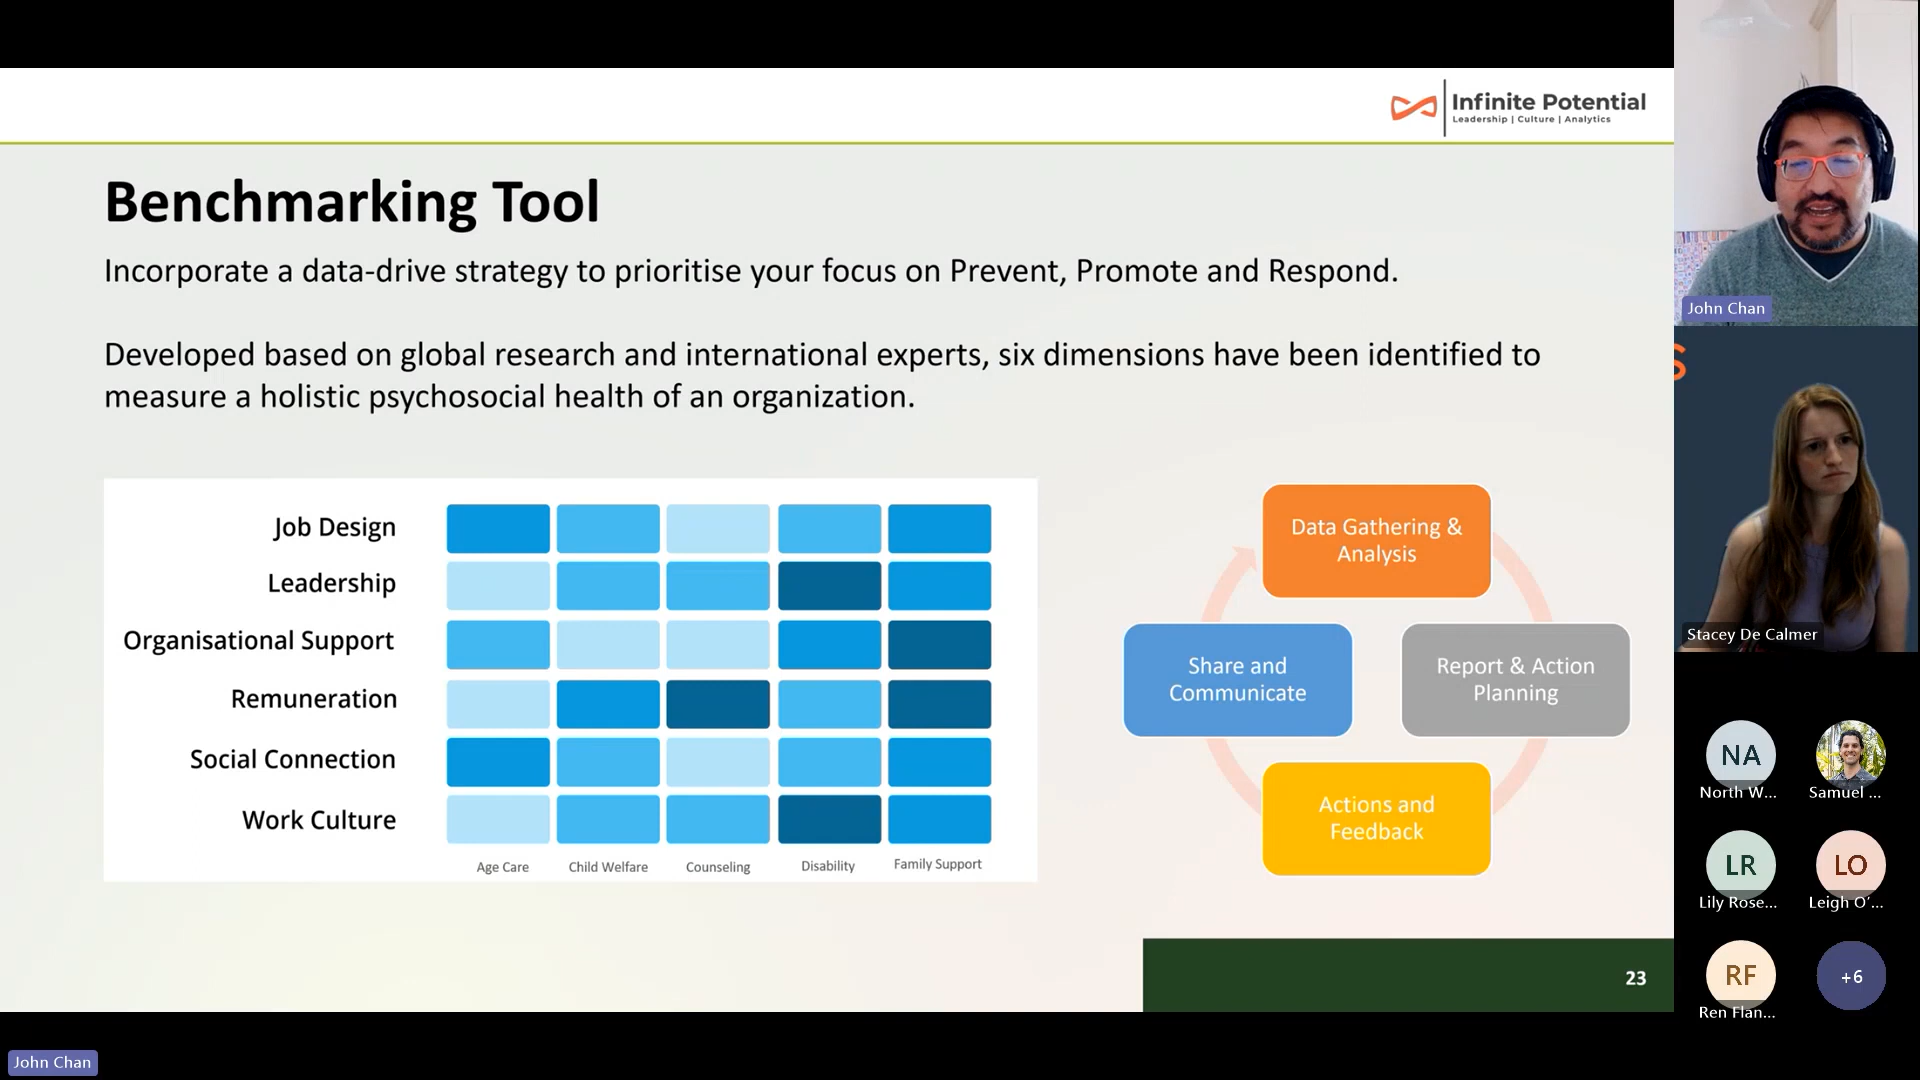 Infinite Potential
Leadership | Culture | Analytics
Benchmarking Tool
Incorporate a data-drive strategy to prioritise your focus on Prevent, Promote and Respond.
Developed based on global research and international experts, six dimensions have been identified to
measure a holistic psychosocial health of an organization.
Job Design
Leadership
Organisational Support
Remuneration
Social Connection
Work Culture
Age Care
Child Welfare
Counseling
Disability
Family Support
Data Gathering &
Analysis
Share and
Communicate
Report & Action
Planning
Actions and
Feedback
23
John Chan
S
Stacey De Calmer
NA
North W...
Samuel ...
LR
Lily Rose...
LO
Leigh O'...
RF
Ren Flan...
+6
John Chan